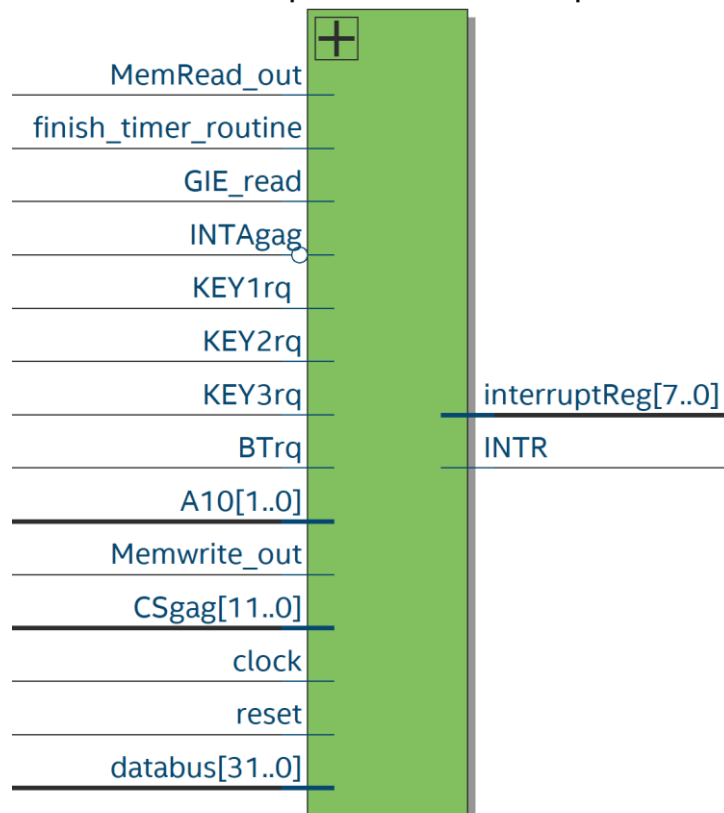 MemRead_out
finish_timer_routine
GIE_read
INTAgag
KEY1rq
KEY2rq
KEY3rq
interruptReg[7..0]
BTrq
INTR
A10[1..0]
Memwrite_out
CSgag[11..0]
clock
reset
databus[31..0]